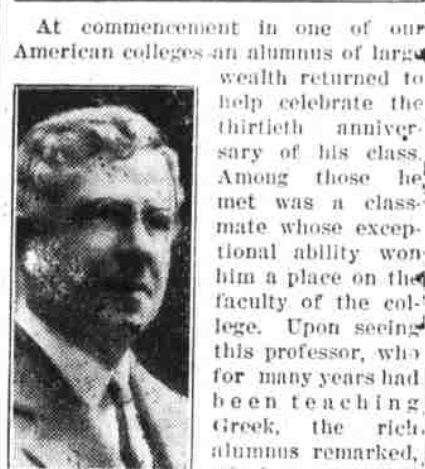 At commencement in one of our
American colleges an alumnus of large
wealth returned to
help celebrate the
thirtieth anniver-
sary of his class.
Among those he
met was a class-
mate whose excep-
tional ability won
him a place on the
faculty of the col-
lege. Upon seeing
this professor, who
for many years had
been teaching
Greek, the rich
alumnus remarked,